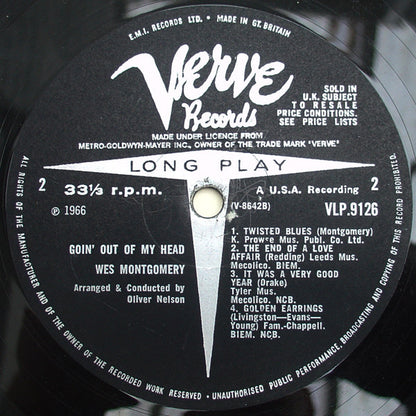 E.M.I. RECORDS LTD. • MADE IN GT. BRITAIN
Verve
Records
SOLD IN
U.K. SUBJECT
TO RESALE
PRICE CONDITIONS.
SEE PRICE LISTS
MADE UNDER LICENCE FROM
METRO-GOLDWYN-MAYER INC., OWNER OF THE TRADE MARK "VERVE"
LONG PLAY
2
33⅓ r.p.m.
A U.S.A. Recording
2
℗ 1966
(V-8642B)
VLP.9126
GOIN' OUT OF MY HEAD
WES MONTGOMERY
Arranged & Conducted by
Oliver Nelson
1. TWISTED BLUES (Montgomery)
K. Prowse Mus. Publ. Co. Ltd.
2. THE END OF A LOVE
AFFAIR (Redding) Leeds Mus.
Mecolico. BIEM.
3. IT WAS A VERY GOOD
YEAR (Drake)
Tyler Mus.
Mecolico. NCB.
4. GOLDEN EARRINGS
(Livingston—Evans—
Young) Fam.-Chappell.
BIEM. NCB.
ALL RIGHTS OF THE MANUFACTURER AND OF THE OWNER OF THE RECORDED WORK RESERVED • UNAUTHORISED PUBLIC PERFORMANCE, BROADCASTING AND COPYING OF THIS RECORD PROHIBITED